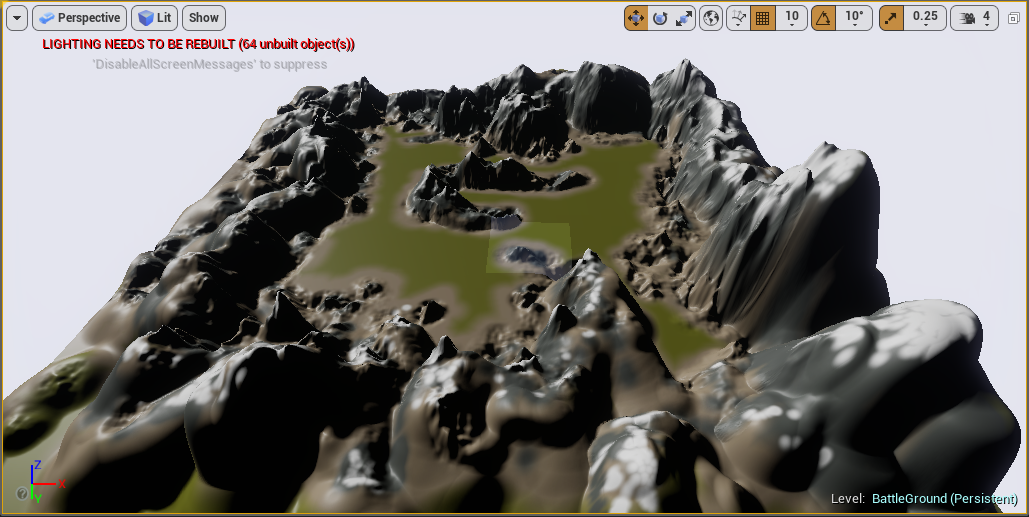 Perspective Lit Show 10 10° 0.25 4
LIGHTING NEEDS TO BE REBUILT (64 unbuilt object(s))
'DisableAllScreenMessages' to suppress
Z
X
?
Y
Level: BattleGround (Persistent)